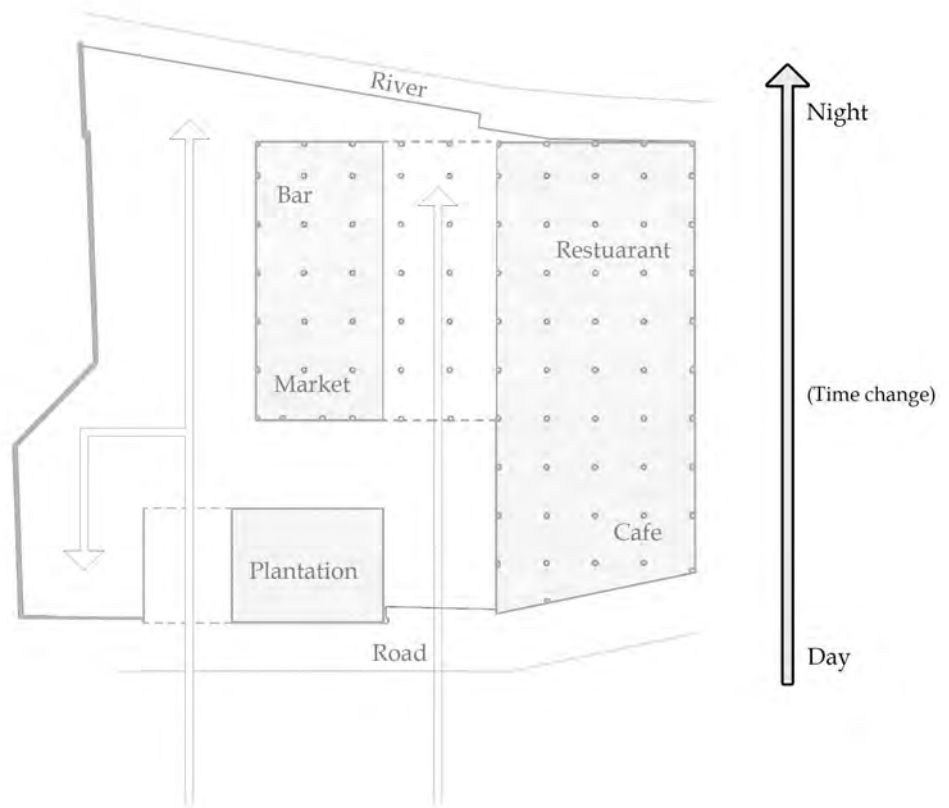 River
Night
Bar
Restuarant
Market
(Time change)
Cafe
Plantation
Road
Day